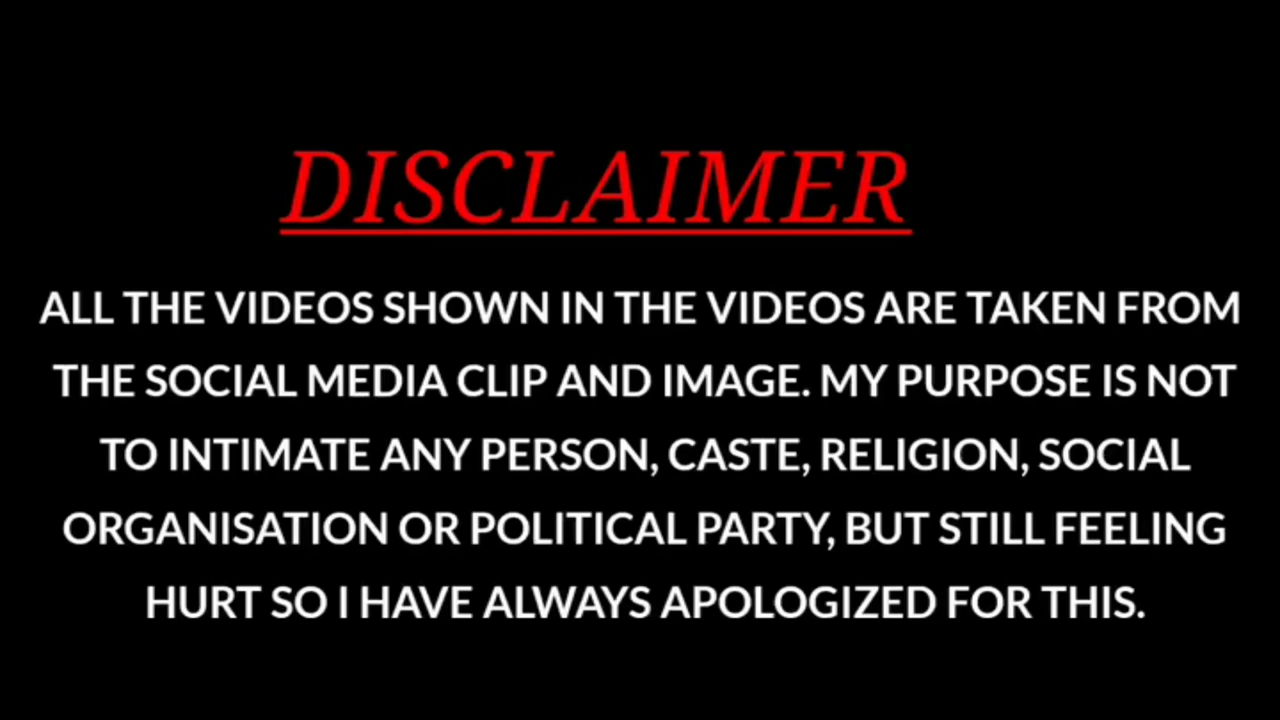 DISCLAIMER
ALL THE VIDEOS SHOWN IN THE VIDEOS ARE TAKEN FROM
THE SOCIAL MEDIA CLIP AND IMAGE. MY PURPOSE IS NOT
TO INTIMATE ANY PERSON, CASTE, RELIGION, SOCIAL
ORGANISATION OR POLITICAL PARTY, BUT STILL FEELING
HURT SO I HAVE ALWAYS APOLOGIZED FOR THIS.